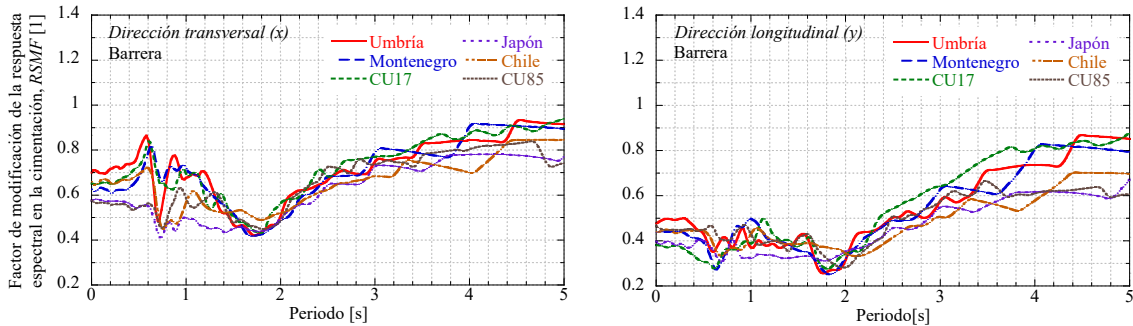 Factor de modificación de la respuesta
espectral en la cimentación, RSMF [1]
1.4
1.2
1
0.8
0.6
0.4
0.2
Dirección transversal (x)
Barrera
Umbría
Montenegro
CU17
Japón
Chile
CU85
0 1 2 3 4 5
Periodo [s]
1.4
1.2
1
0.8
0.6
0.4
0.2
Dirección longitudinal (y)
Barrera
Umbría
Montenegro
CU17
Japón
Chile
CU85
0 1 2 3 4 5
Periodo[s]